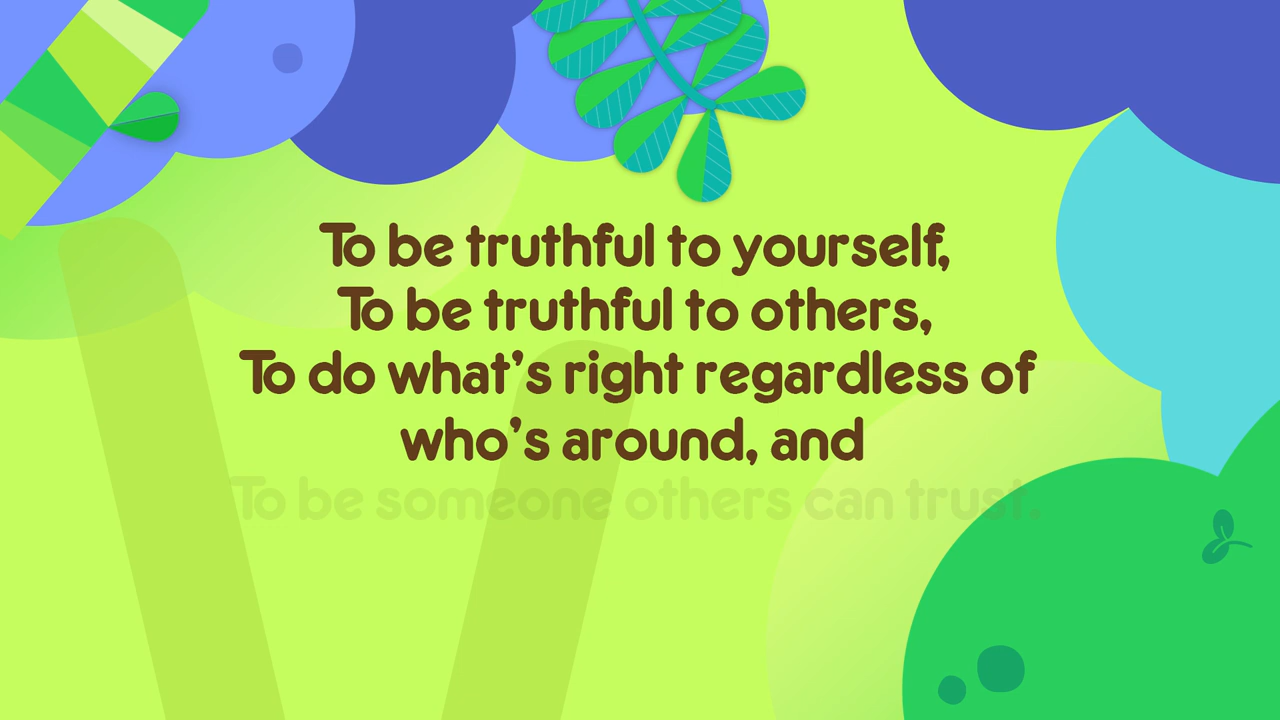 To be truthful to yourself,
To be truthful to others,
To do what's right regardless of
who's around, and
To be someone others can trust.